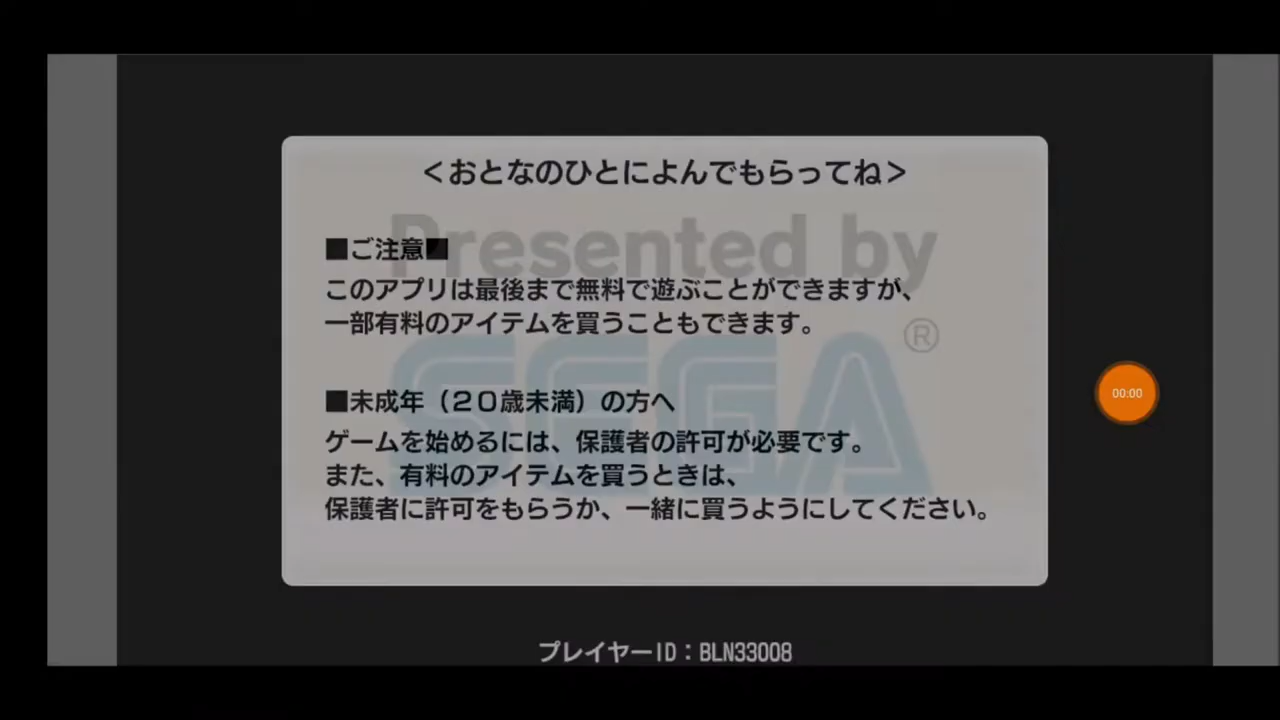 ＜おとなのひとによんでもらってね＞
Presented by
■ご注意■
このアプリは最後まで無料で遊ぶことができますが、
一部有料のアイテムを買うこともできます。
SEGA®
■未成年（２０歳未満）の方へ
ゲームを始めるには、保護者の許可が必要です。
また、有料のアイテムを買うときは、
保護者に許可をもらうか、一緒に買うようにしてください。
00:00
プレイヤーID：BLN33008